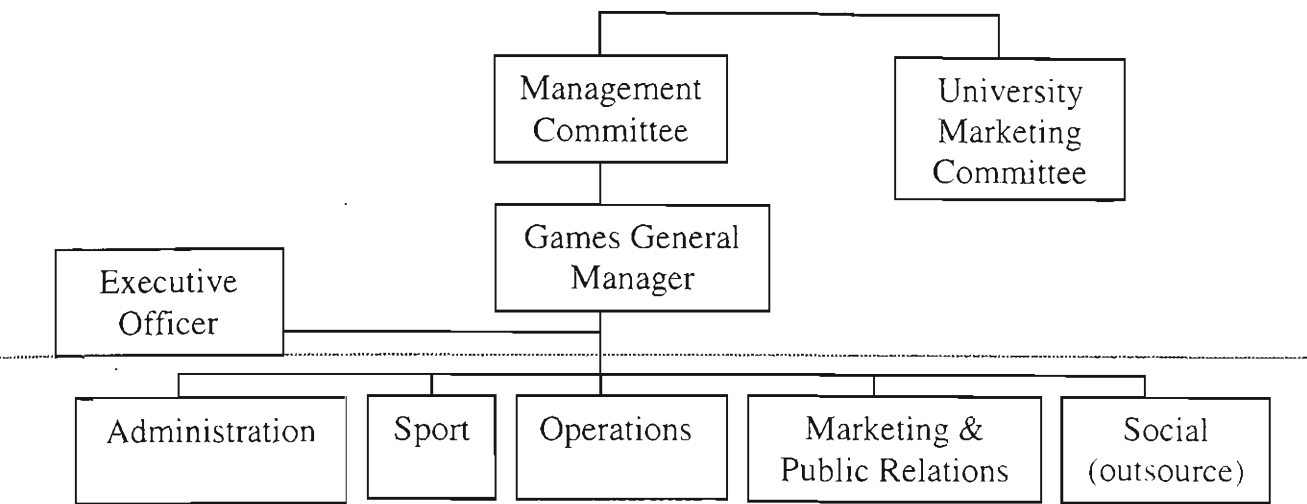 Management
Committee
University
Marketing
Committee
Games General
Manager
Executive
Officer
Administration
Sport
Operations
Marketing &
Public Relations
Social
(outsource)